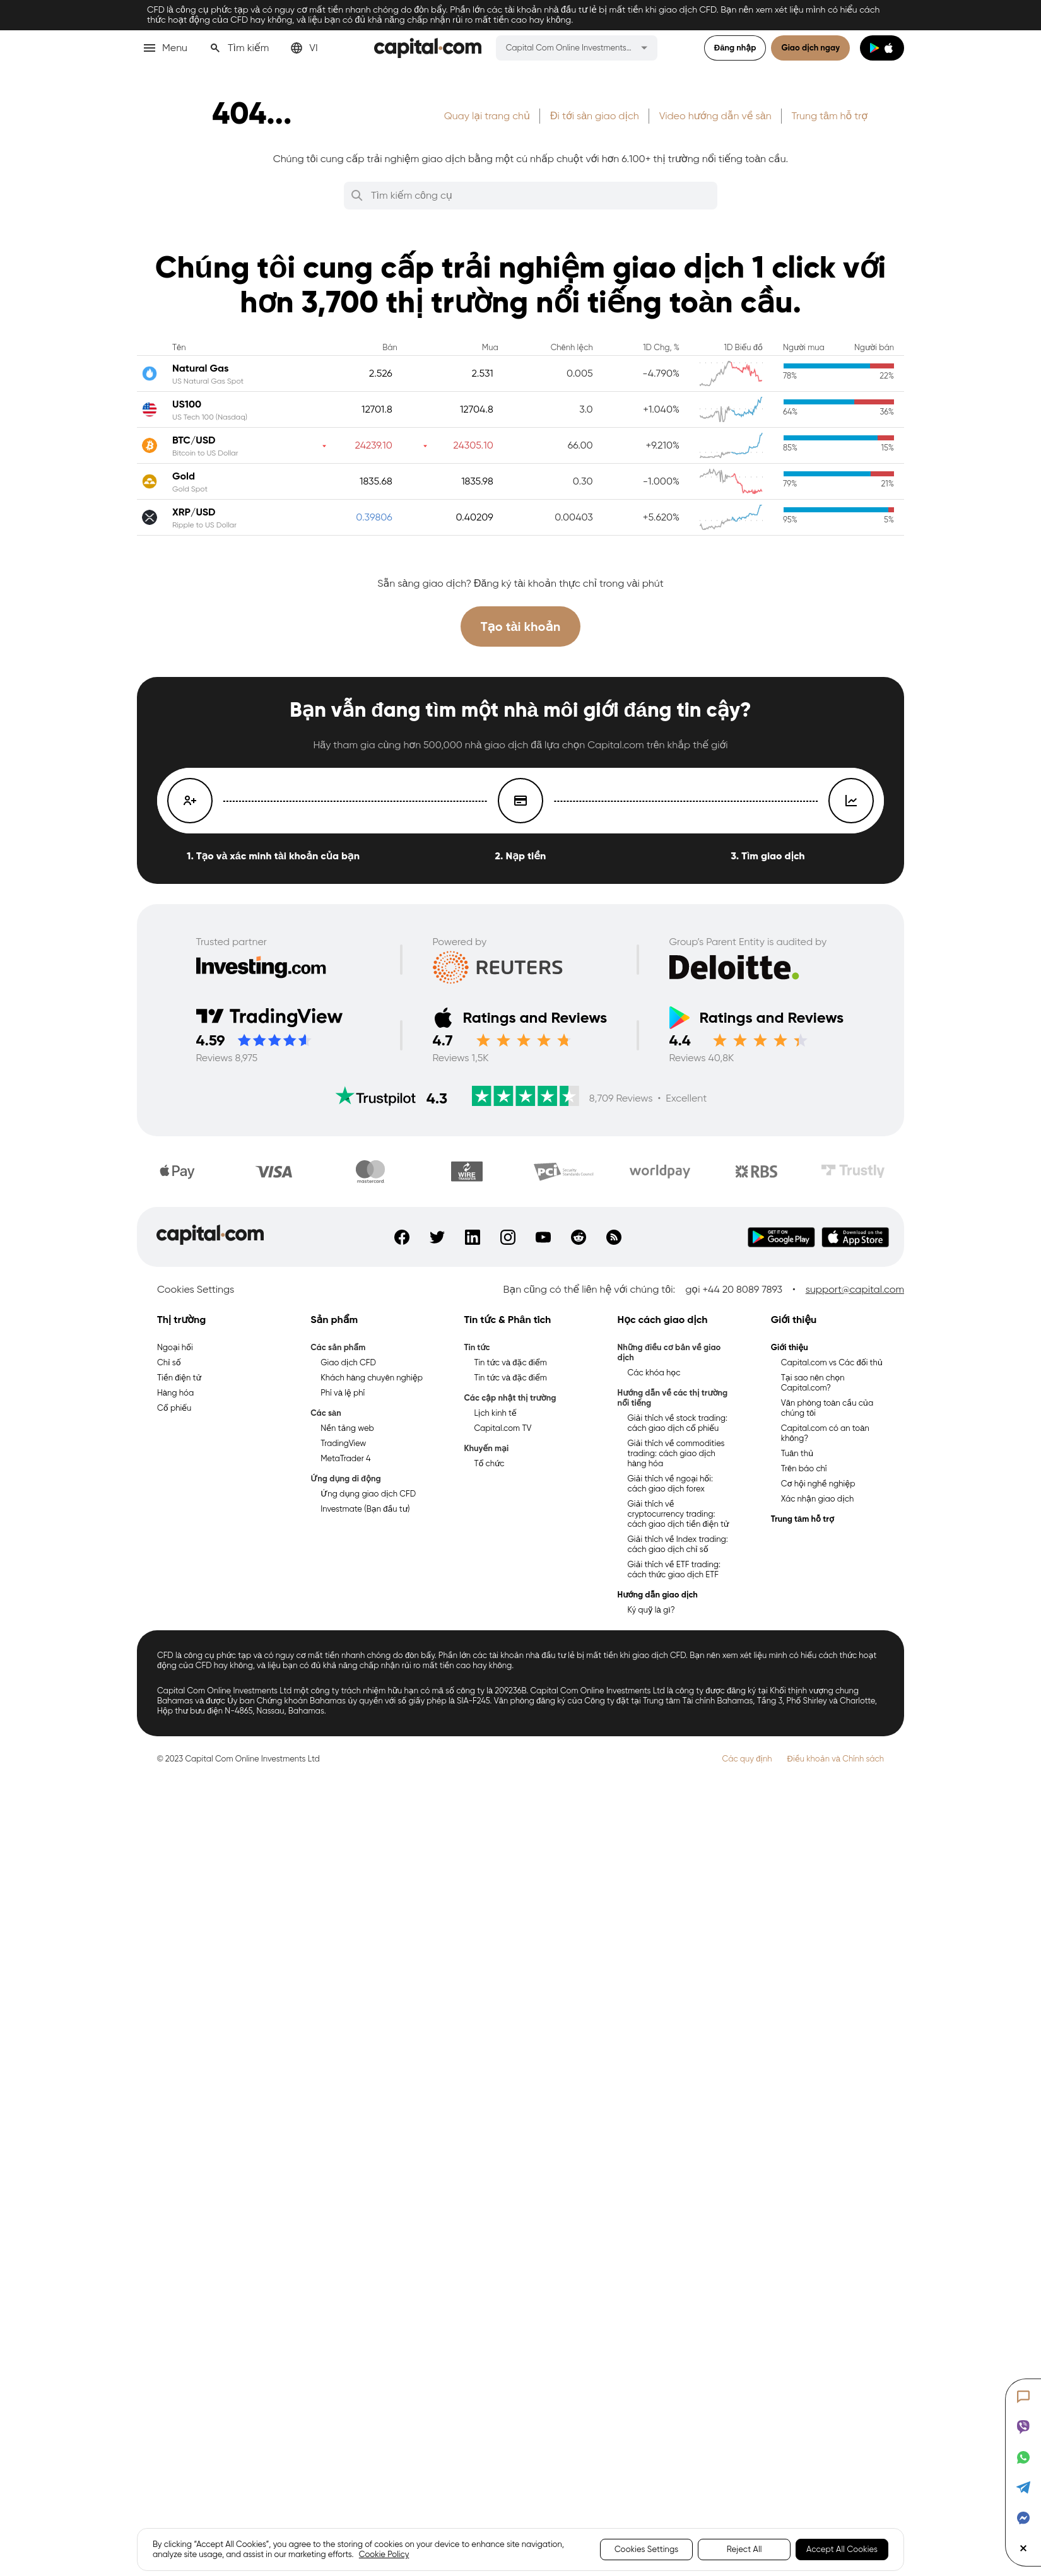 CFD là công cụ phức tạp và có nguy cơ mất tiền nhanh chóng do đòn bẩy. Phần lớn các tài khoản nhà đầu tư lẻ bị mất tiền khi giao dịch CFD. Bạn nên xem xét liệu mình có hiểu cách
thức hoạt động của CFD hay không, và liệu bạn có đủ khả năng chấp nhận rủi ro mất tiền cao hay không.
Menu Tìm kiếm VI capital.com Capital Com Online Investments... Đăng nhập Giao dịch ngay
404... Quay lại trang chủ Đi tới sàn giao dịch Video hướng dẫn về sàn Trung tâm hỗ trợ
Chúng tôi cung cấp trải nghiệm giao dịch bằng một cú nhấp chuột với hơn 6.100+ thị trường nổi tiếng toàn cầu.
Tìm kiếm công cụ
Chúng tôi cung cấp trải nghiệm giao dịch 1 click với
hơn 3,700 thị trường nổi tiếng toàn cầu.
Tên Bán Mua Chênh lệch 1D Chg, % 1D Biểu đồ Người mua Người bán
Natural Gas 2.526 2.531 0.005 -4.790%
US Natural Gas Spot 78% 22%
US100 12701.8 12704.8 3.0 +1.040%
US Tech 100 (Nasdaq) 64% 36%
BTC/USD 24239.10 24305.10 66.00 +9.210%
Bitcoin to US Dollar 85% 15%
Gold 1835.68 1835.98 0.30 -1.000%
Gold Spot 79% 21%
XRP/USD 0.39806 0.40209 0.00403 +5.620%
Ripple to US Dollar 95% 5%
Sẵn sàng giao dịch? Đăng ký tài khoản thực chỉ trong vài phút
Tạo tài khoản
Bạn vẫn đang tìm một nhà môi giới đáng tin cậy?
Hãy tham gia cùng hơn 500,000 nhà giao dịch đã lựa chọn Capital.com trên khắp thế giới
1. Tạo và xác minh tài khoản của bạn 2. Nạp tiền 3. Tìm giao dịch
Trusted partner Powered by Group's Parent Entity is audited by
Investing.com REUTERS Deloitte.
TradingView Ratings and Reviews Ratings and Reviews
4.59 4.7 4.4
Reviews 8,975 Reviews 1,5K Reviews 40,8K
Trustpilot 4.3 8,709 Reviews • Excellent
Pay VISA mastercard WIRE PCI Security Standards Council worldpay RBS Trustly
capital.com GET IT ON Google Play Download on the App Store
Cookies Settings Bạn cũng có thể liên hệ với chúng tôi: gọi +44 20 8089 7893 • support@capital.com
Thị trường
Ngoại hối
Chỉ số
Tiền điện tử
Hàng hóa
Cổ phiếu
Sản phẩm
Các sản phẩm
Giao dịch CFD
Khách hàng chuyên nghiệp
Phí và lệ phí
Các sàn
Nền tảng web
TradingView
MetaTrader 4
Ứng dụng di động
Ứng dụng giao dịch CFD
Investmate (Bạn đầu tư)
Tin tức & Phân tích
Tin tức
Tin tức và đặc điểm
Tin tức và đặc điểm
Các cập nhật thị trường
Lịch kinh tế
Capital.com TV
Khuyến mại
Tổ chức
Học cách giao dịch
Những điều cơ bản về giao
dịch
Các khóa học
Hướng dẫn về các thị trường
nổi tiếng
Giải thích về stock trading:
cách giao dịch cổ phiếu
Giải thích về commodities
trading: cách giao dịch
hàng hóa
Giải thích về ngoại hối:
cách giao dịch forex
Giải thích về
cryptocurrency trading:
cách giao dịch tiền điện tử
Giải thích về Index trading:
cách giao dịch chỉ số
Giải thích về ETF trading:
cách thức giao dịch ETF
Hướng dẫn giao dịch
Ký quỹ là gì?
Giới thiệu
Giới thiệu
Capital.com vs Các đối thủ
Tại sao nên chọn
Capital.com?
Văn phòng toàn cầu của
chúng tôi
Capital.com có an toàn
không?
Tuân thủ
Trên báo chí
Cơ hội nghề nghiệp
Xác nhận giao dịch
Trung tâm hỗ trợ
CFD là công cụ phức tạp và có nguy cơ mất tiền nhanh chóng do đòn bẩy. Phần lớn các tài khoản nhà đầu tư lẻ bị mất tiền khi giao dịch CFD. Bạn nên xem xét liệu mình có hiểu cách thức hoạt
động của CFD hay không, và liệu bạn có đủ khả năng chấp nhận rủi ro mất tiền cao hay không.
Capital Com Online Investments Ltd một công ty trách nhiệm hữu hạn có mã số công ty là 209236B. Capital Com Online Investments Ltd là công ty được đăng ký tại Khối thịnh vượng chung
Bahamas và được Ủy ban Chứng khoán Bahamas ủy quyền với số giấy phép là SIA-F245. Văn phòng đăng ký của Công ty đặt tại Trung tâm Tài chính Bahamas, Tầng 3, Phố Shirley và Charlotte,
Hộp thư bưu điện N-4865, Nassau, Bahamas.
© 2023 Capital Com Online Investments Ltd Các quy định Điều khoản và Chính sách
By clicking "Accept All Cookies", you agree to the storing of cookies on your device to enhance site navigation,
analyze site usage, and assist in our marketing efforts. Cookie Policy
Cookies Settings Reject All Accept All Cookies